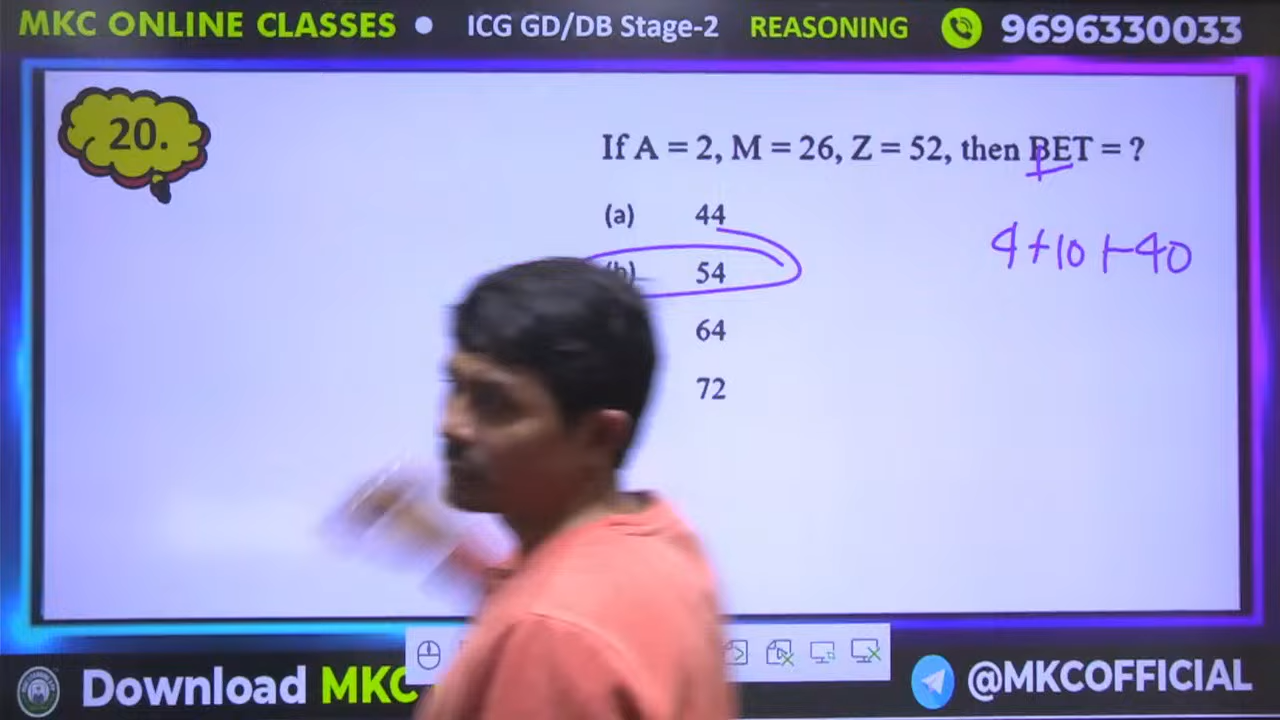 MKC ONLINE CLASSES • ICG GD/DB Stage-2 REASONING 9696330033
20.
If A = 2, M = 26, Z = 52, then BET = ?
(a) 44
4+10+40
(b) 54
64
72
Download MKC
@MKCOFFICIAL